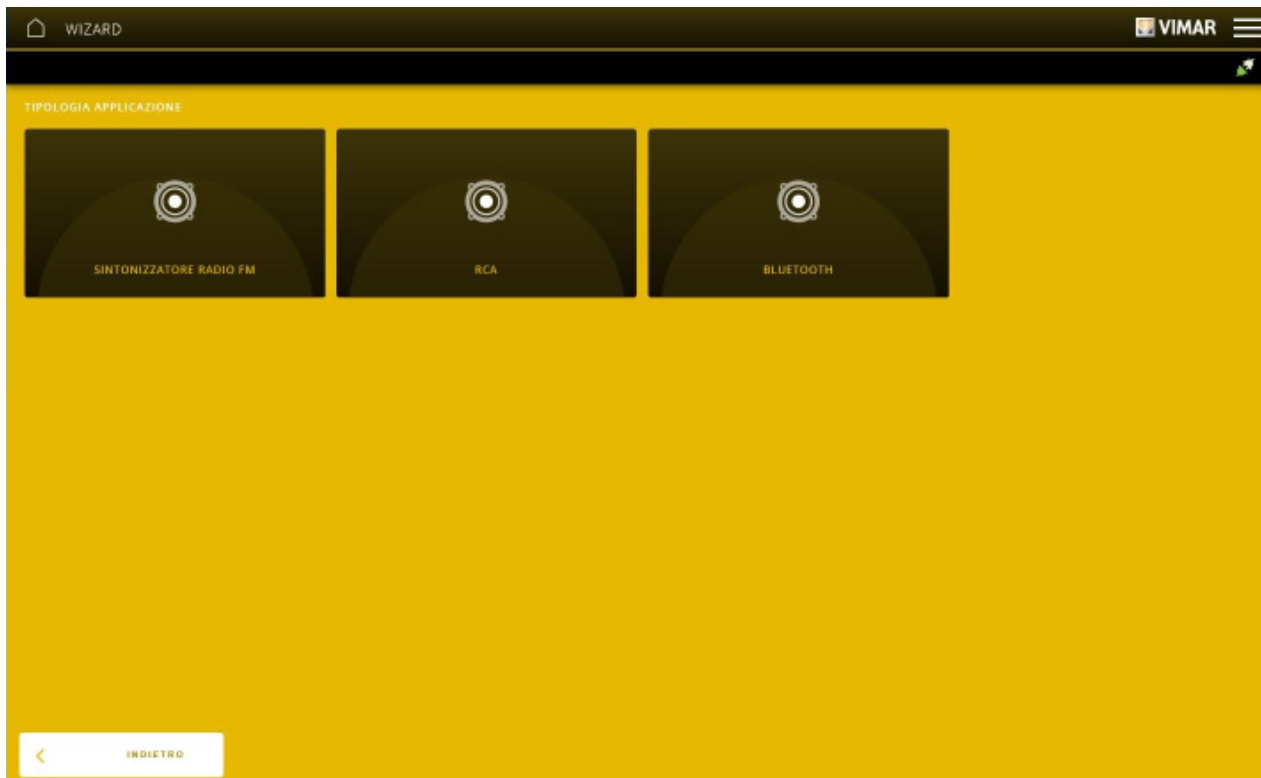 WIZARD
VIMAR
TIPOLOGIA APPLICAZIONE
SINTONIZZATORE RADIO FM
RCA
BLUETOOTH
INDIETRO